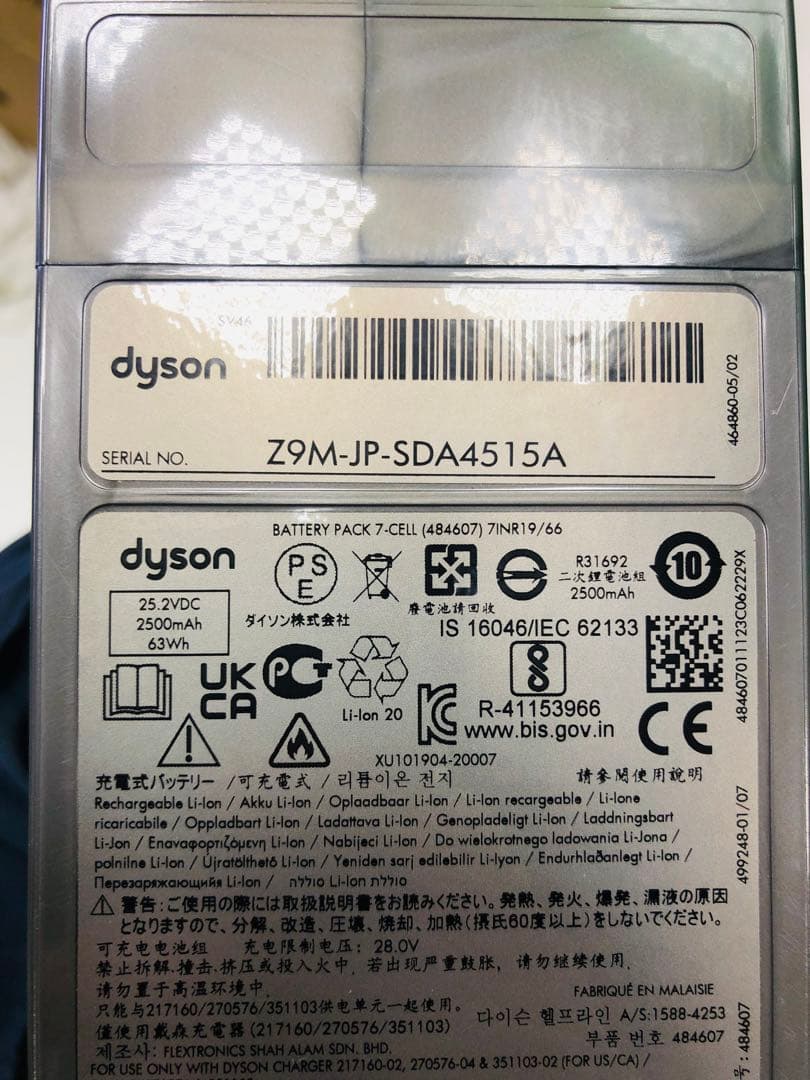 SV46
dyson
SERIAL NO. Z9M-JP-SDA4515A
464860-05/02
BATTERY PACK 7-CELL (484607) 7INR19/66
dyson
PSE
ダイソン株式会社
廢電池請回收
R31692
二次鋰電池組
2500mAh
10
25.2VDC
2500mAh
63Wh
IS 16046/IEC 62133
UK
CA
Li-Ion 20
R-41153966
www.bis.gov.in
CE
484607011123C062229X
XU101904-20007
充電式バッテリー /可充電式 / 리튬이온 전지 請參閱使用說明
Rechargeable Li-Ion / Akku Li-Ion / Oplaadbaar Li-Ion / Li-Ion recargeable / Li-Ione
ricaricabile / Oppladbart Li-Ion / Ladattava Li-Ion / Genopladeligt Li-Ion / Laddningsbart
Li-Jon / Επαναφορτιζόμενη Li-Ion / Nabíjecí Li-Ion / Do wielokrotnego ładowania Li-Jona /
polnilne Li-Ion / Újratölthető Li-Ion / Yeniden şarj edilebilir Li-Iyon / Endurhlaðanlegt Li-Ion /
Перезаряжающийся Li-Ion / סוללת Li-Ion סוללה
499248-01/07
警告:ご使用の際には取扱説明書をお読みください。発熱、発火、爆発、漏液の原因
となりますので、分解、改造、圧壊、焼却、加熱(摂氏60度以上)をしないでください。
可充电电池组 充电限制电压: 28.0V
禁止拆解.撞击.挤压或投入火中. 若出现严重鼓胀, 请勿继续使用.
请勿置于高温环境中.
FABRIQUÉ EN MALAISIE
只能与217160/270576/351103供电单元一起使用。
다이슨 헬프라인 A/S:1588-4253
僅使用戴森充電器(217160/270576/351103)
부품 번호 484607
制造商: FLEXTRONICS SHAH ALAM SDN. BHD.
FOR USE ONLY WITH DYSON CHARGER 217160-02, 270576-04 & 351103-02 (FOR US/CA) /
号: 484607